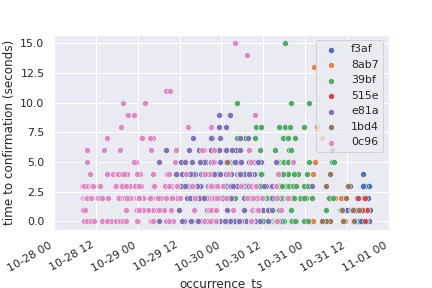 time to confirmation (seconds)
15.0
12.5
10.0
7.5
5.0
2.5
0.0
f3af
8ab7
39bf
515e
e81a
1bd4
0c96
10-28 00
10-28 12
10-29 00
10-29 12
10-30 00
10-30 12
10-31 00
10-31 12
11-01 00
occurrence_ts